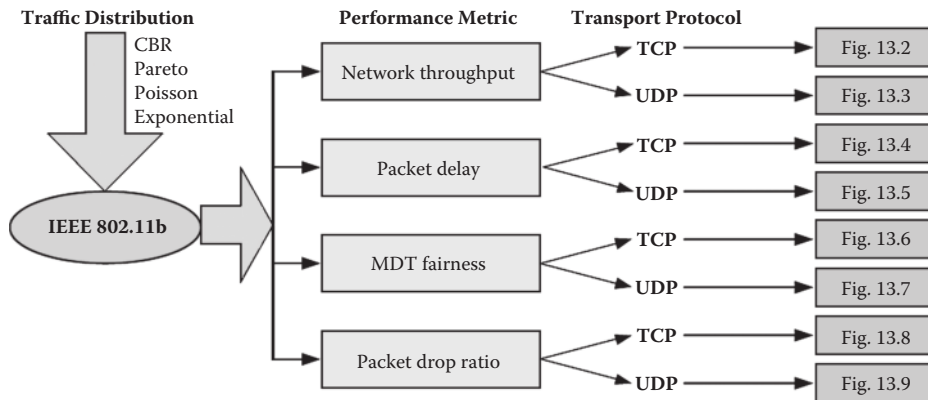 Traffic Distribution
Performance Metric
Transport Protocol
CBR
Pareto
Poisson
Exponential
IEEE 802.11b
Network throughput
TCP
Fig. 13.2
UDP
Fig. 13.3
Packet delay
TCP
Fig. 13.4
UDP
Fig. 13.5
MDT fairness
TCP
Fig. 13.6
UDP
Fig. 13.7
Packet drop ratio
TCP
Fig. 13.8
UDP
Fig. 13.9